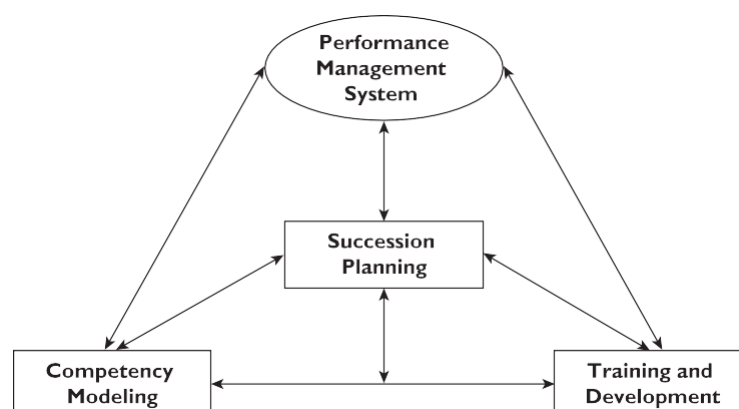 Performance
Management
System
Succession
Planning
Competency
Modeling
Training and
Development